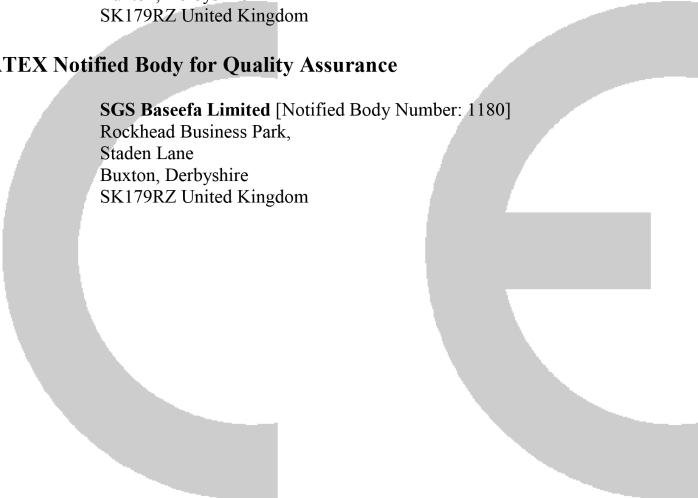 SK179RZ United Kingdom
ATEX Notified Body for Quality Assurance
SGS Baseefa Limited [Notified Body Number: 1180]
Rockhead Business Park,
Staden Lane
Buxton, Derbyshire
SK179RZ United Kingdom